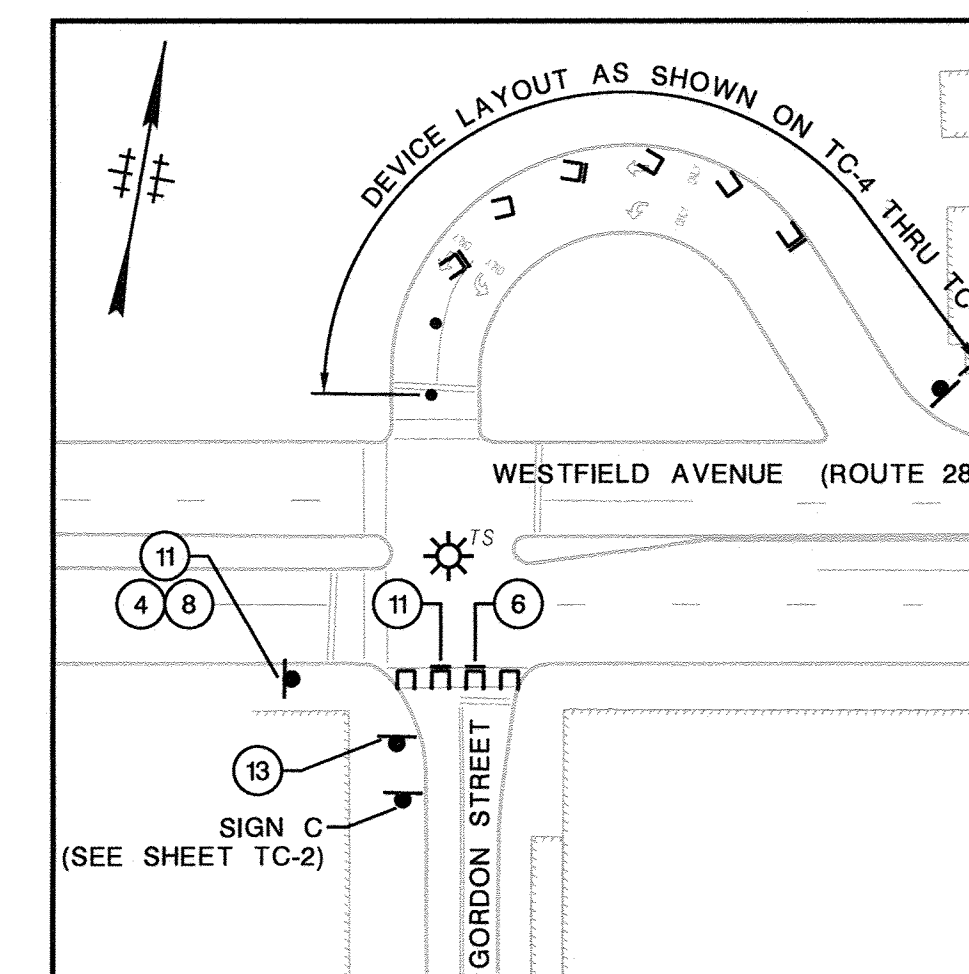 DEVICE LAYOUT AS SHOWN ON TC-4 THRU TC
WESTFIELD AVENUE (ROUTE 28
TS
11
4 8
11
6
13
SIGN C
(SEE SHEET TC-2)
GORDON STREET